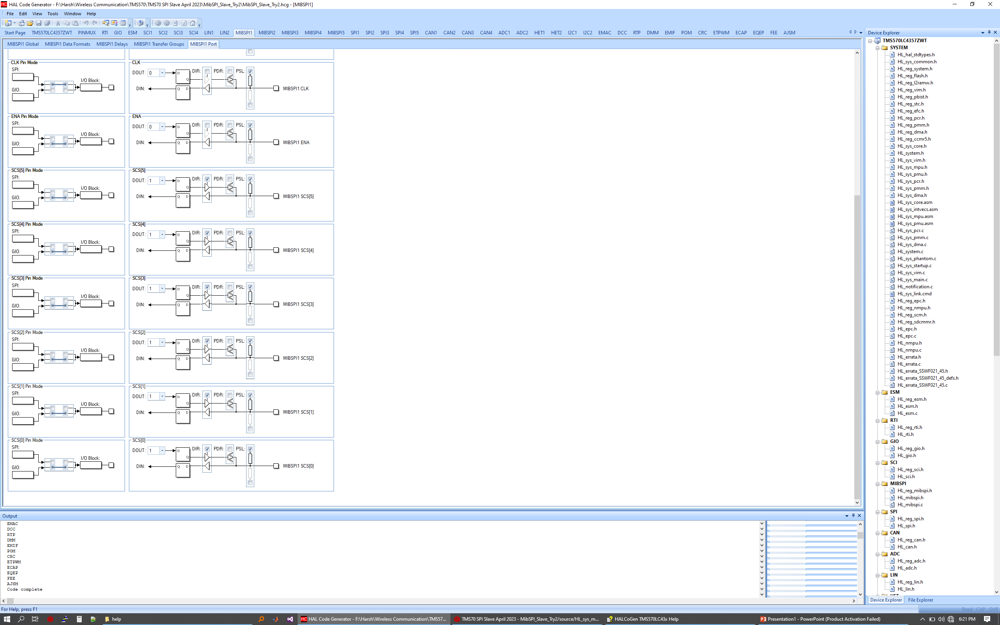 HAL Code Generator - F:\Harsh\Wireless Communication\TMS570\TMS70 SPI Slave April 2023\MibSPI_Slave_Try2\MibSPI_Slave_Try2.hcg - [MIBSPI1]
File Edit View Tools Window Help
Start Page TMS570LC4357ZWT PINMUX RTI GIO ESM SCI1 SCI2 SCI3 SCI4 LIN1 LIN2 MIBSPI1 MIBSPI2 MIBSPI3 MIBSPI4 MIBSPI5 SPI1 SPI2 SPI3 SPI4 SPI5 CAN1 CAN2 CAN3 CAN4 ADC1 ADC2 HET1 HET2 I2C1 I2C2 EMAC DCC RTP DMM EMIF POM CRC ETPWM ECAP EQEP FEE AJSM
MIBSPI1 Global MIBSPI1 Data Formats MIBSPI1 Delays MIBSPI1 Transfer Groups MIBSPI1 Port
CLK Pin Mode
SPI:
GIO:
I/O Block:
CLK
DOUT: 0 D Q DIR: PDR: PSL:
DIN: Q D MIBSPI1 CLK
ENA Pin Mode
SPI:
GIO:
I/O Block:
ENA
DOUT: 0 D Q DIR: PDR: PSL:
DIN: Q D MIBSPI1 ENA
SCS[5] Pin Mode
SPI:
GIO:
I/O Block:
SCS[5]
DOUT: 1 D Q DIR: PDR: PSL:
DIN: Q D MIBSPI1 SCS[5]
SCS[4] Pin Mode
SPI:
GIO:
I/O Block:
SCS[4]
DOUT: 1 D Q DIR: PDR: PSL:
DIN: Q D MIBSPI1 SCS[4]
SCS[3] Pin Mode
SPI:
GIO:
I/O Block:
SCS[3]
DOUT: 1 D Q DIR: PDR: PSL:
DIN: Q D MIBSPI1 SCS[3]
SCS[2] Pin Mode
SPI:
GIO:
I/O Block:
SCS[2]
DOUT: 1 D Q DIR: PDR: PSL:
DIN: Q D MIBSPI1 SCS[2]
SCS[1] Pin Mode
SPI:
GIO:
I/O Block:
SCS[1]
DOUT: 1 D Q DIR: PDR: PSL:
DIN: Q D MIBSPI1 SCS[1]
SCS[0] Pin Mode
SPI:
GIO:
I/O Block:
SCS[0]
DOUT: 1 D Q DIR: PDR: PSL:
DIN: Q D MIBSPI1 SCS[0]
Output
EMAC
DCC
RTP
DMM
EMIF
POM
CRC
ETPWM
ECAP
EQEP
FEE
AJSM
Code complete
Device Explorer
TMS570LC4357ZWT
SYSTEM
HL_hal_stdtypes.h
HL_sys_common.h
HL_reg_system.h
HL_reg_flash.h
HL_reg_l2ramw.h
HL_reg_vim.h
HL_reg_pbist.h
HL_reg_stc.h
HL_reg_efc.h
HL_reg_pcr.h
HL_reg_pmm.h
HL_reg_dma.h
HL_reg_ccmr5.h
HL_sys_core.h
HL_system.h
HL_sys_vim.h
HL_sys_mpu.h
HL_sys_pmu.h
HL_sys_pcr.h
HL_sys_pmm.h
HL_sys_dma.h
HL_sys_core.asm
HL_sys_intvecs.asm
HL_sys_mpu.asm
HL_sys_pmu.asm
HL_sys_pcr.c
HL_sys_pmm.c
HL_sys_dma.c
HL_system.c
HL_sys_phantom.c
HL_sys_startup.c
HL_sys_vim.c
HL_sys_main.c
HL_notification.c
HL_sys_link.cmd
HL_reg_epc.h
HL_reg_nmpu.h
HL_reg_scm.h
HL_reg_sdcmmr.h
HL_epc.h
HL_epc.c
HL_nmpu.h
HL_nmpu.c
HL_errata.h
HL_errata.c
HL_errata_SSWF021_45.h
HL_errata_SSWF021_45_defs.h
HL_errata_SSWF021_45.c
ESM
HL_reg_esm.h
HL_esm.h
HL_esm.c
RTI
HL_reg_rti.h
HL_rti.h
GIO
HL_reg_gio.h
HL_gio.h
SCI
HL_reg_sci.h
HL_sci.h
MIBSPI
HL_reg_mibspi.h
HL_mibspi.h
HL_mibspi.c
SPI
HL_reg_spi.h
HL_spi.h
CAN
HL_reg_can.h
HL_can.h
ADC
HL_reg_adc.h
HL_adc.h
LIN
HL_reg_lin.h
HL_lin.h
Device Explorer File Explorer
For Help, press F1
Read CAP OVR
help
HAL Code Generator - F:\Harsh\Wireless Communication\TMS57...
TMS70 SPI Slave April 2023 - MibSPI_Slave_Try2/source/HL_sys_m...
HALCoGen TMS570LC43x Help
Presentation1 - PowerPoint (Product Activation Failed)
6:21 PM